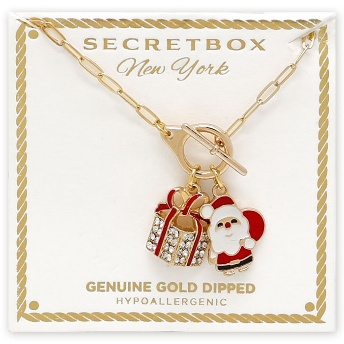 SECRETBOX
New York
GENUINE GOLD DIPPED
HYPOALLERGENIC